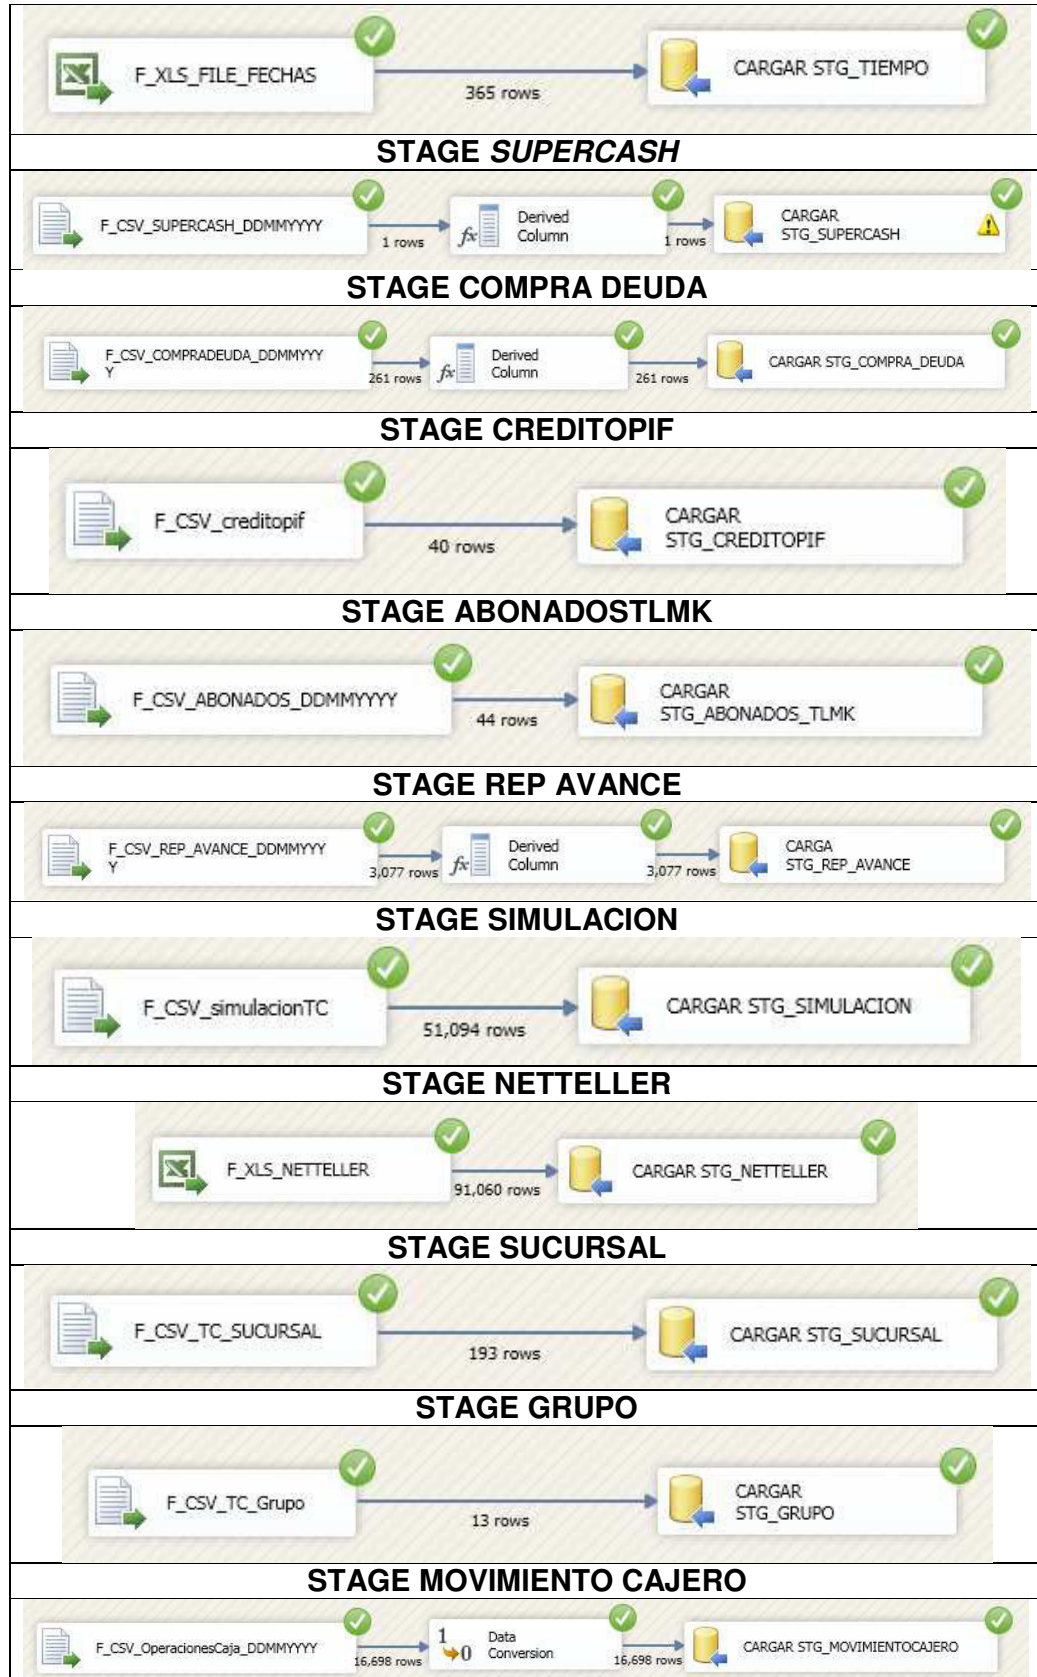 F_XLS_FILE_FECHAS
365 rows
CARGAR STG_TIEMPO
STAGE SUPERCASH
F_CSV_SUPERCASH_DDMMYYYY
1 rows
fx
Derived
Column
1 rows
CARGAR
STG_SUPERCASH
STAGE COMPRA DEUDA
F_CSV_COMPRADEUDA_DDMMYYY
Y
261 rows
fx
Derived
Column
261 rows
CARGAR STG_COMPRA_DEUDA
STAGE CREDITOPIF
F_CSV_creditopif
40 rows
CARGAR
STG_CREDITOPIF
STAGE ABONADOSTLMK
F_CSV_ABONADOS_DDMMYYYY
44 rows
CARGAR
STG_ABONADOS_TLMK
STAGE REP AVANCE
F_CSV_REP_AVANCE_DDMMYYY
Y
3,077 rows
fx
Derived
Column
3,077 rows
CARGA
STG_REP_AVANCE
STAGE SIMULACION
F_CSV_simulacionTC
51,094 rows
CARGAR STG_SIMULACION
STAGE NETTELLER
F_XLS_NETTELLER
91,060 rows
CARGAR STG_NETTELLER
STAGE SUCURSAL
F_CSV_TC_SUCURSAL
193 rows
CARGAR STG_SUCURSAL
STAGE GRUPO
F_CSV_TC_Grupo
13 rows
CARGAR
STG_GRUPO
STAGE MOVIMIENTO CAJERO
F_CSV_OperacionesCaja_DDMMYYYY
16,698 rows
1
0
Data
Conversion
16,698 rows
CARGAR STG_MOVIMIENTOCAJERO